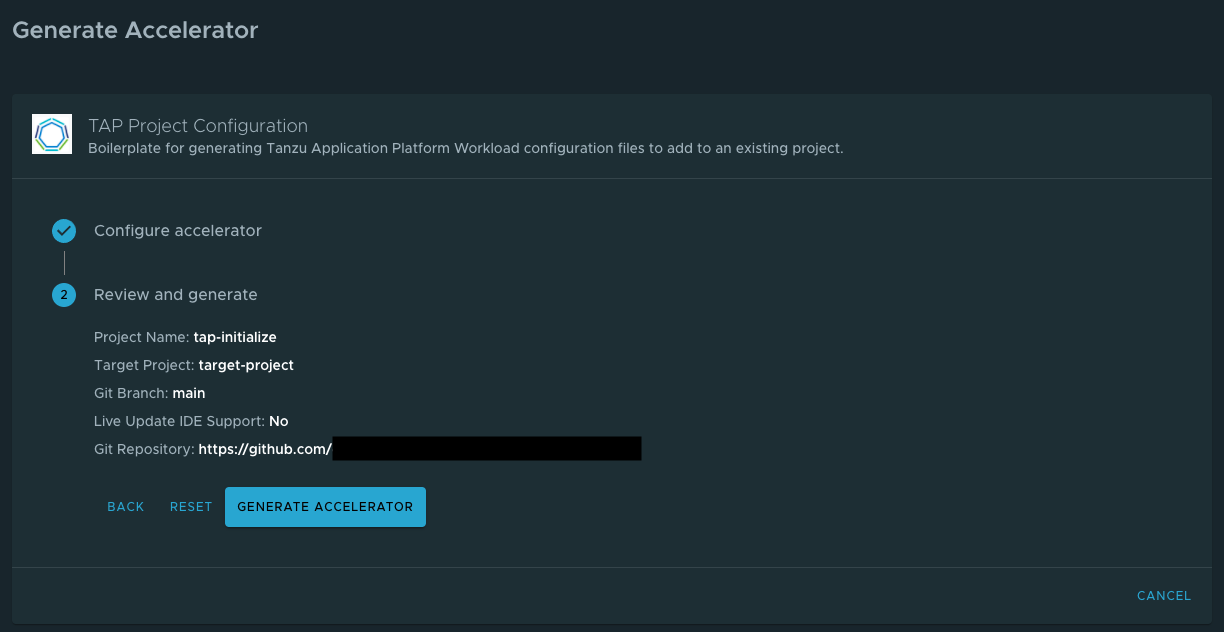 Generate Accelerator
TAP Project Configuration
Boilerplate for generating Tanzu Application Platform Workload configuration files to add to an existing project.
Configure accelerator
2 Review and generate
Project Name: tap-initialize
Target Project: target-project
Git Branch: main
Live Update IDE Support: No
Git Repository: https://github.com/
BACK RESET GENERATE ACCELERATOR
CANCEL